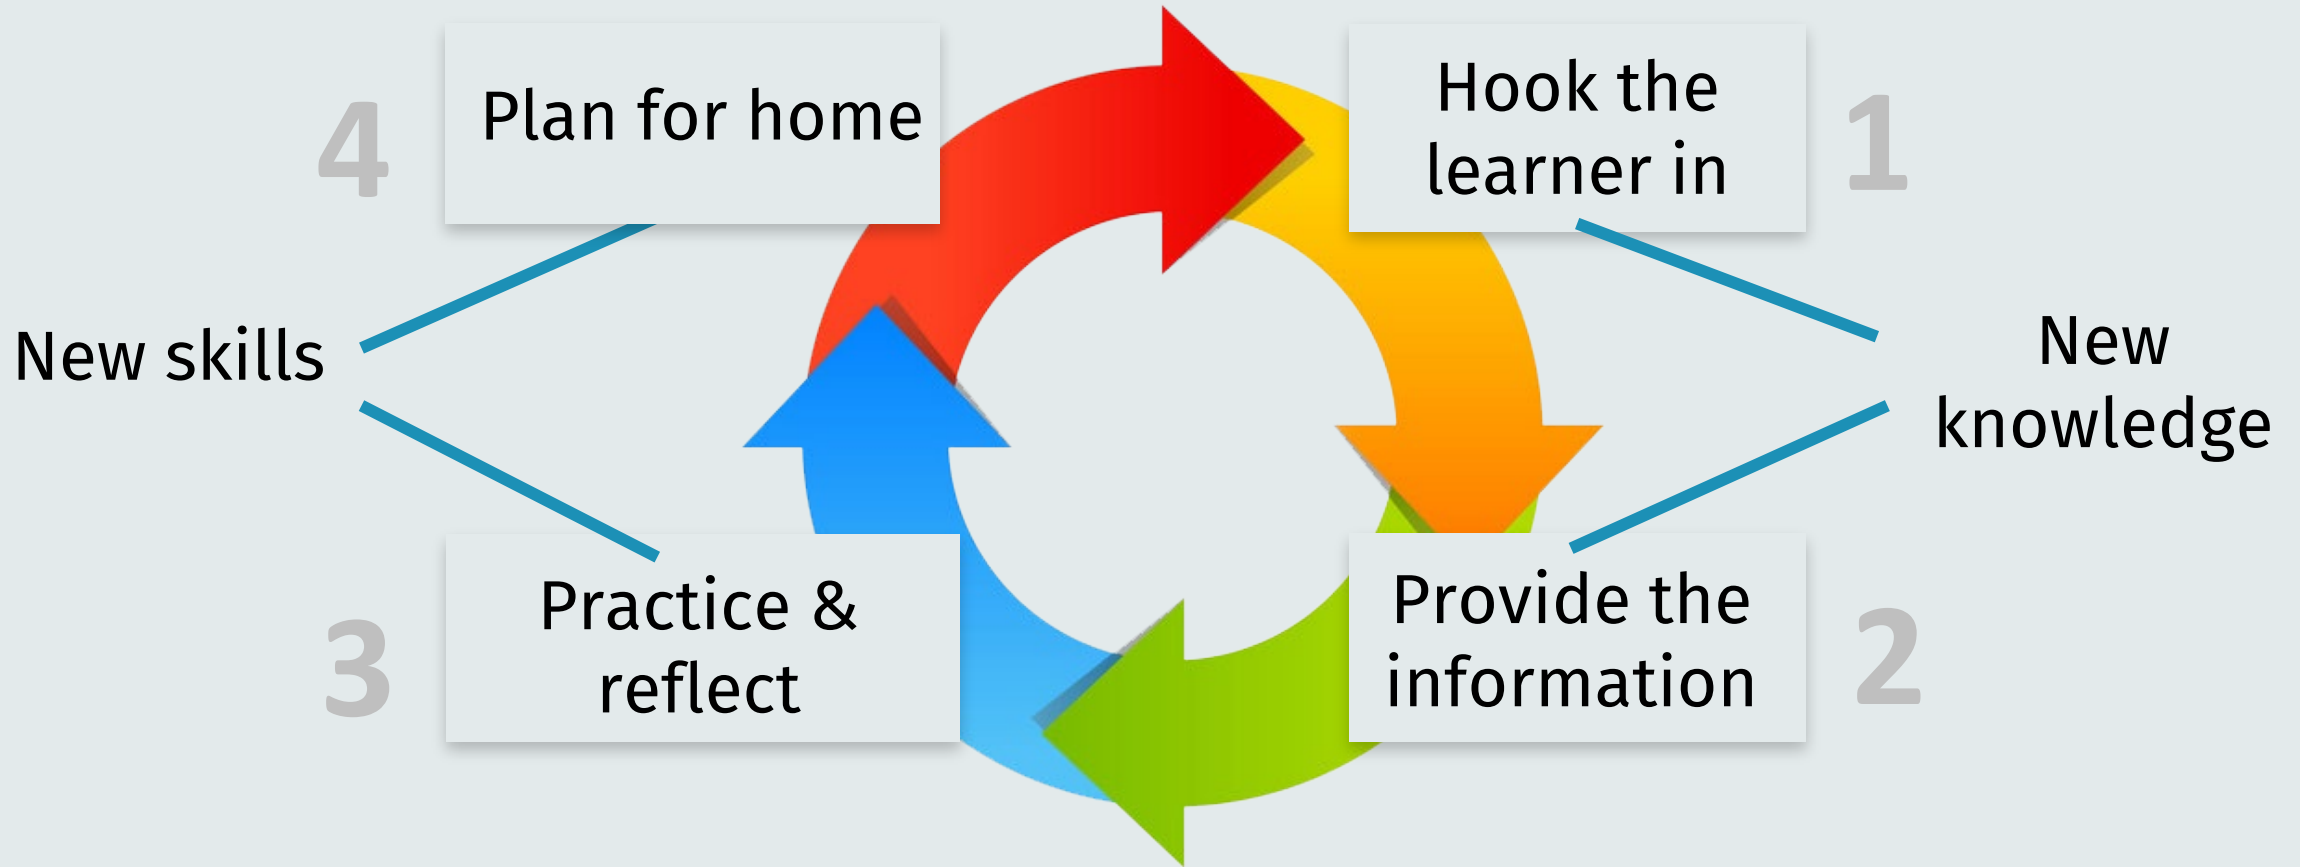 4
Plan for home
Hook the
learner in
1
New skills
New
knowledge
3
Practice &
reflect
Provide the
information
2